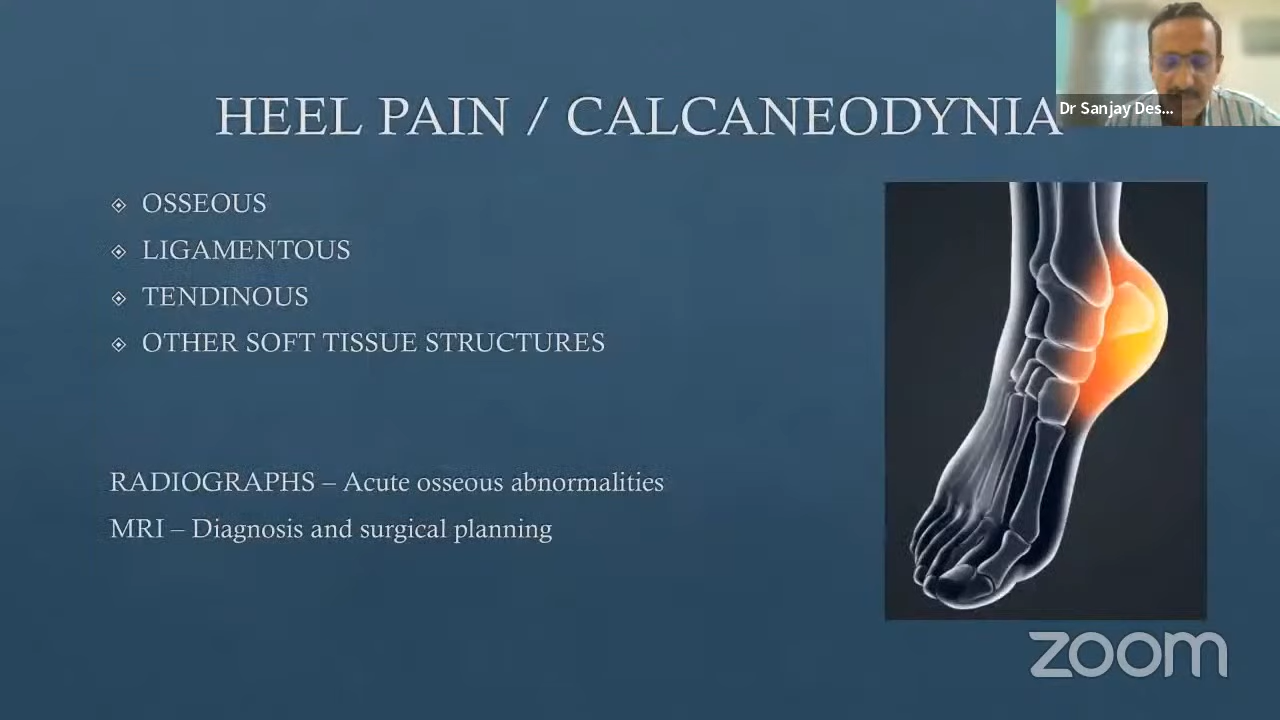 HEEL PAIN / CALCANEODYNIA
Dr Sanjay Des...
OSSEOUS
LIGAMENTOUS
TENDINOUS
OTHER SOFT TISSUE STRUCTURES
RADIOGRAPHS – Acute osseous abnormalities
MRI – Diagnosis and surgical planning
zoom